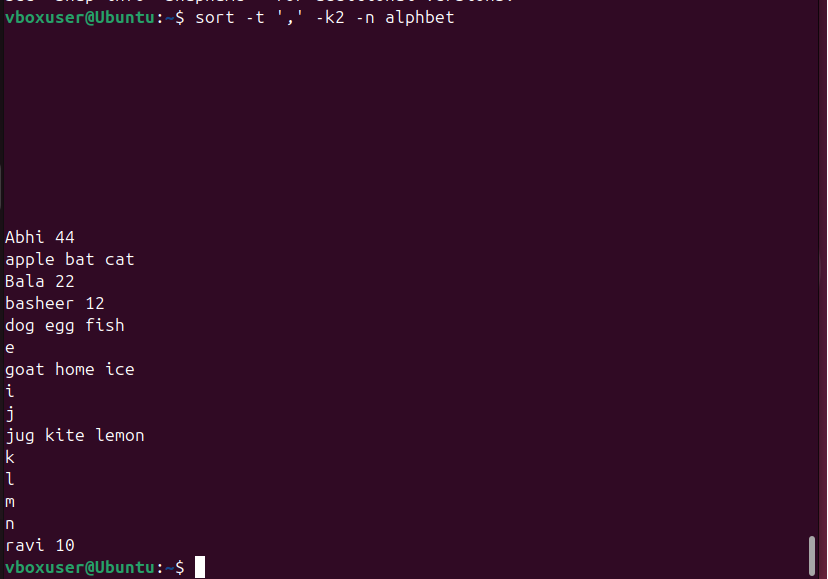 vboxuser@Ubuntu:~$ sort -t ',' -k2 -n alphbet
Abhi 44
apple bat cat
Bala 22
basheer 12
dog egg fish
e
goat home ice
i
j
jug kite lemon
k
l
m
n
ravi 10
vboxuser@Ubuntu:~$